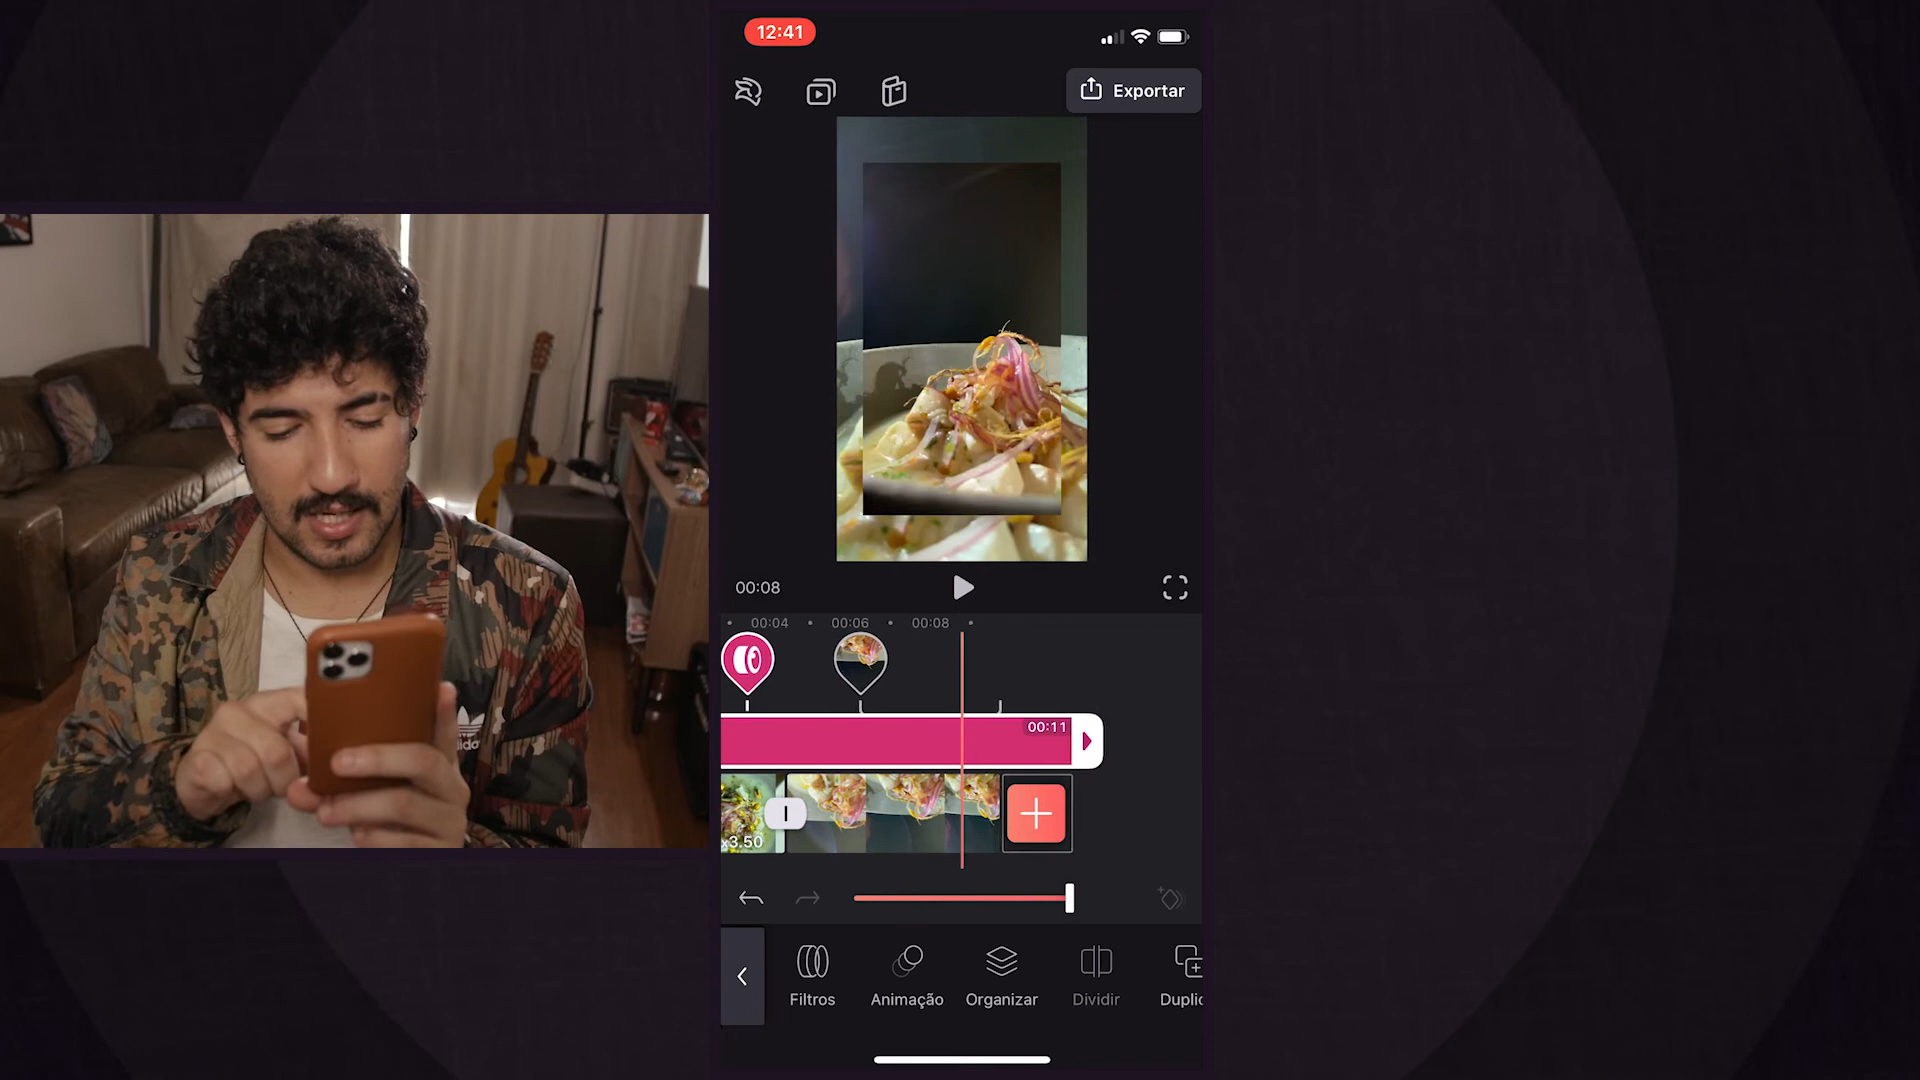 12:41
Exportar
00:08
00:04
00:06
00:08
00:11
x3.50
Filtros
Animação
Organizar
Dividir
Duplic